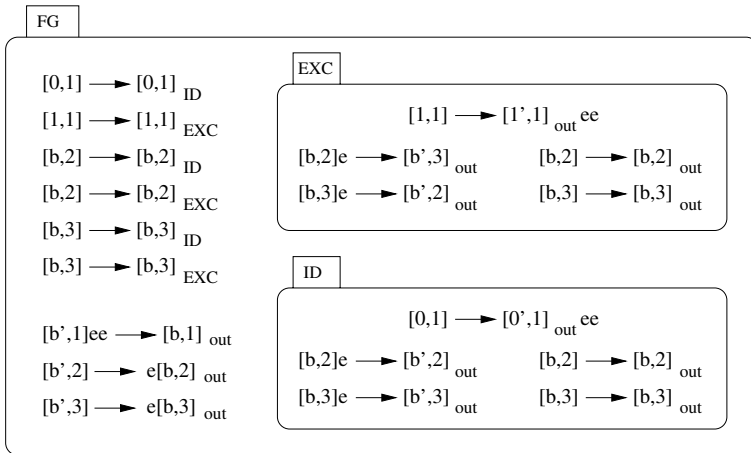 FG
[0,1] → [0,1] ID
[1,1] → [1,1] EXC
[b,2] → [b,2] ID
[b,2] → [b,2] EXC
[b,3] → [b,3] ID
[b,3] → [b,3] EXC
[b',1]ee → [b,1] out
[b',2] → e[b,2] out
[b',3] → e[b,3] out
EXC
[1,1] → [1',1] out ee
[b,2]e → [b',3] out [b,2] → [b,2] out
[b,3]e → [b',2] out [b,3] → [b,3] out
ID
[0,1] → [0',1] out ee
[b,2]e → [b',2] out [b,2] → [b,2] out
[b,3]e → [b',3] out [b,3] → [b,3] out